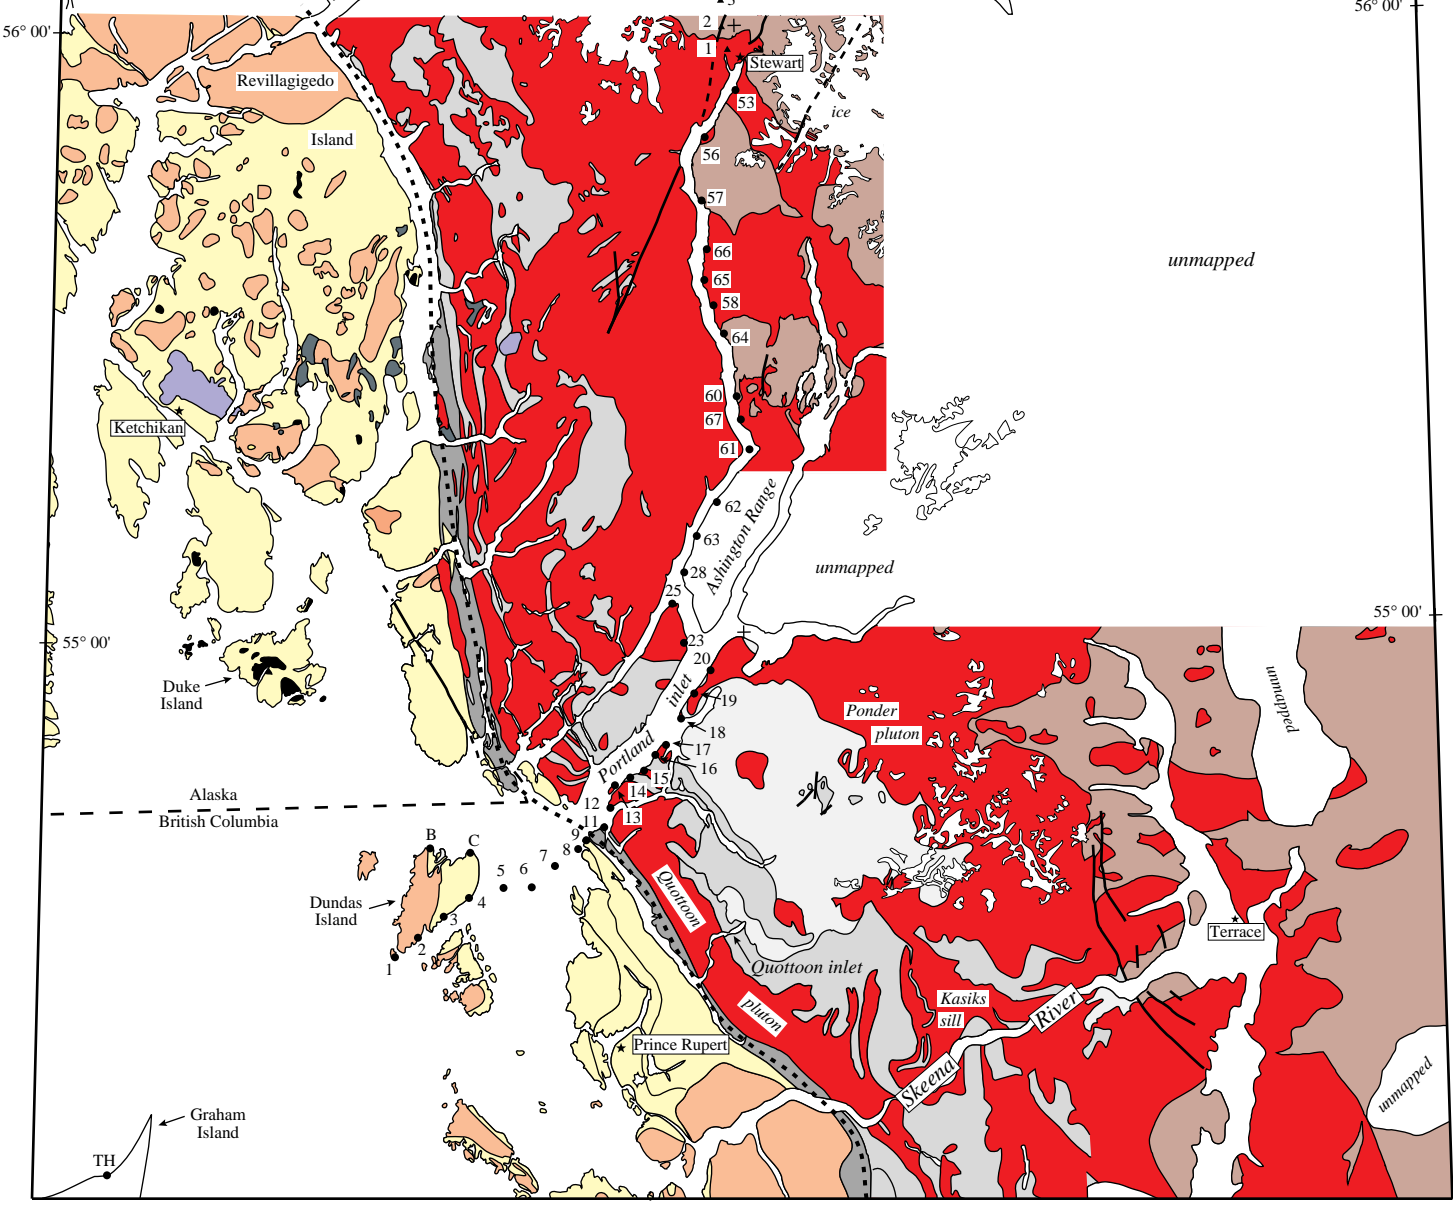 3
56° 00'
56° 00'
2
1
Stewart
Revillagigedo
53
ice
Island
56
57
66
unmapped
65
58
64
60
67
Ketchikan
61
62
Ashington Range
63
28
unmapped
25
55° 00'
55° 00'
23
20
Duke
Island
inlet
19
unmapped
Ponder
pluton
18
Portland
17
16
15
14
Alaska
12
13
British Columbia
11
B
C
9
8
7
5
6
Quottoon
Dundas
Island
4
3
2
Terrace
1
Quottoon inlet
pluton
Kasiks
sill
River
Prince Rupert
Skeena
unmapped
Graham
Island
TH